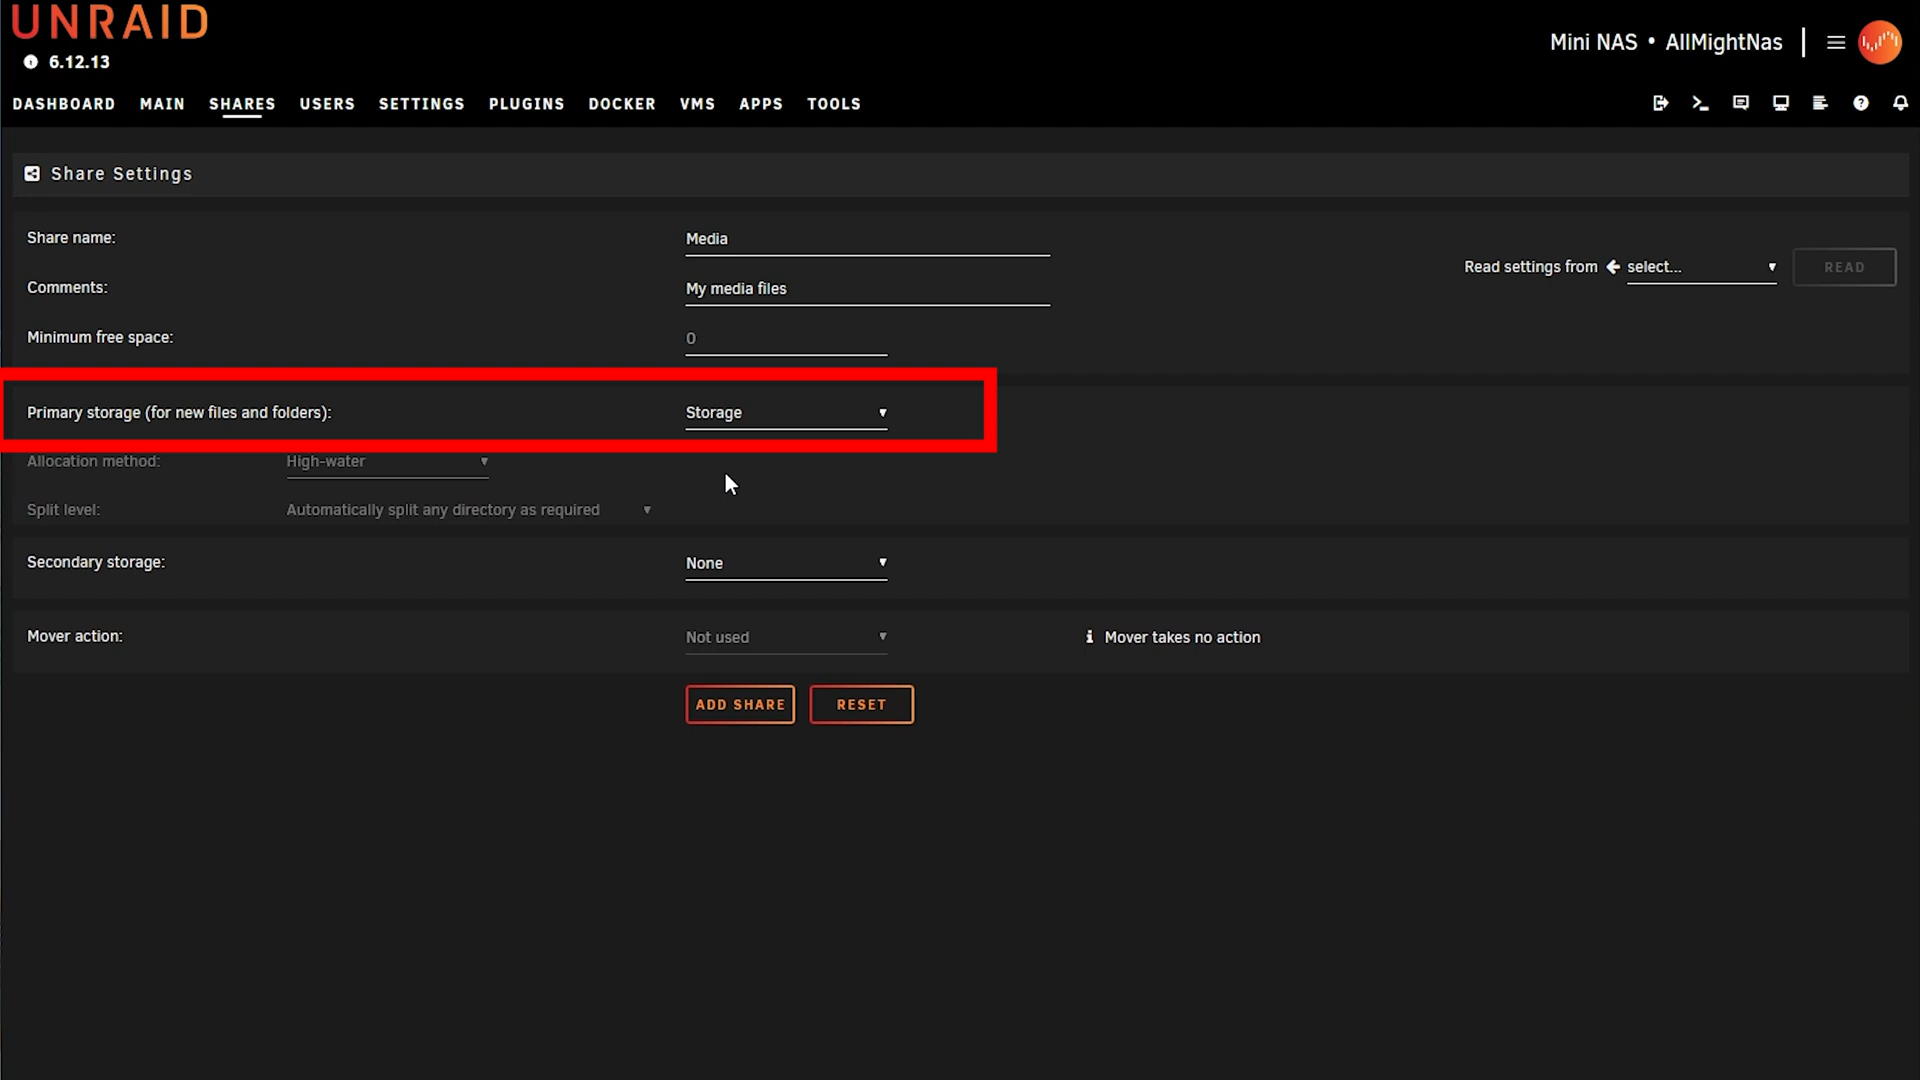 UNRAID
6.12.13
Mini NAS • AllMightNas
DASHBOARD MAIN SHARES USERS SETTINGS PLUGINS DOCKER VMS APPS TOOLS
Share Settings
Share name: Media
Read settings from select... READ
Comments: My media files
Minimum free space: 0
Primary storage (for new files and folders): Storage
Allocation method: High-water
Split level: Automatically split any directory as required
Secondary storage: None
Mover action: Not used Mover takes no action
ADD SHARE RESET